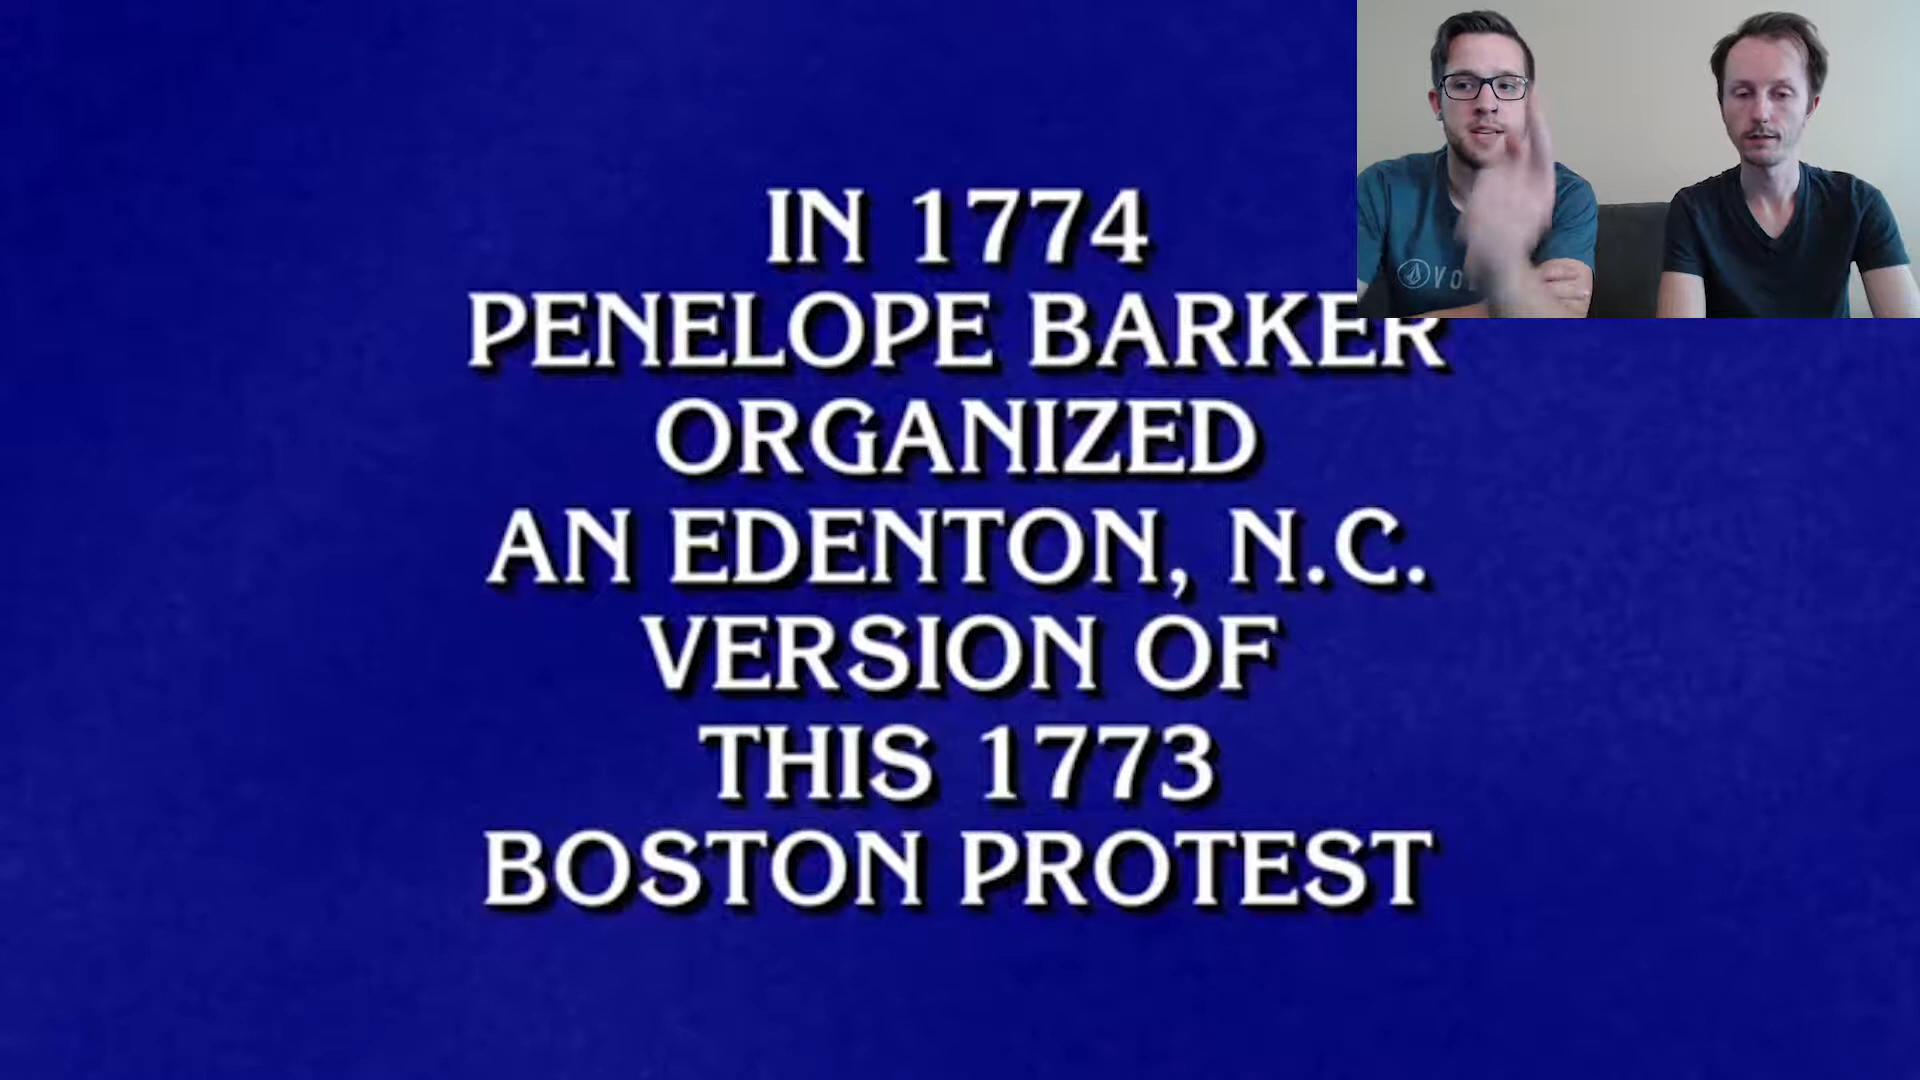 IN 1774
PENELOPE BARKER
ORGANIZED
AN EDENTON, N.C.
VERSION OF
THIS 1773
BOSTON PROTEST